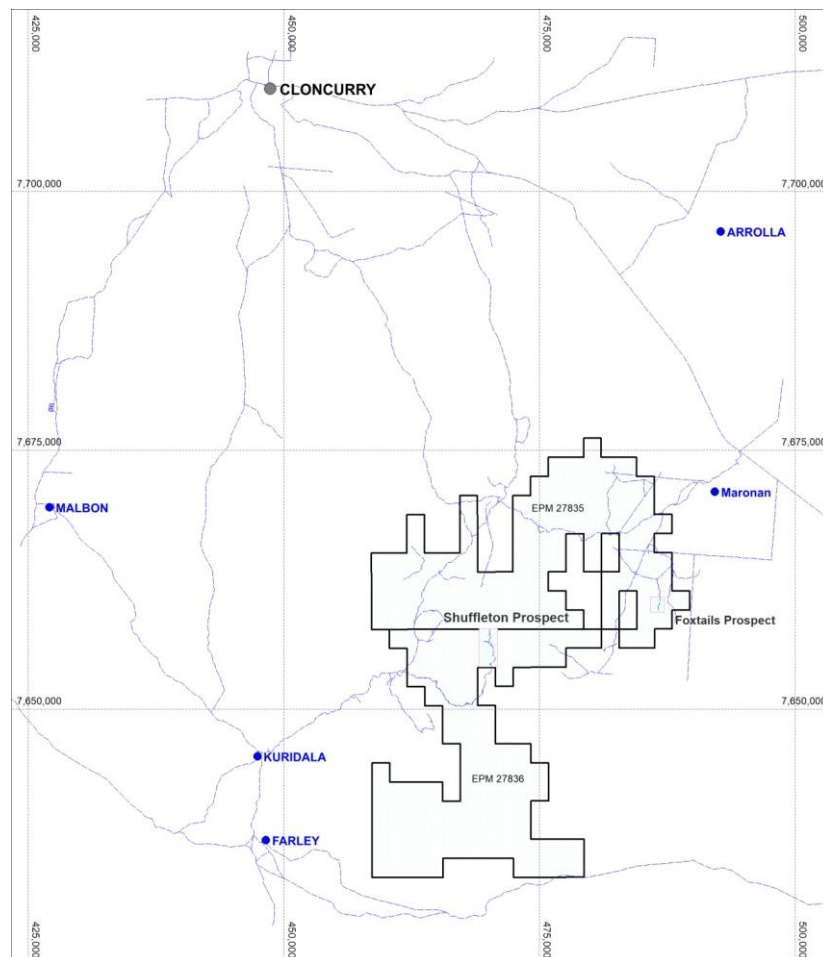 425,000
450,000
475,000
500,000
CLONCURRY
7,700,000
7,700,000
ARROLLA
7,675,000
7,675,000
Maronan
EPM 27835
MALBON
Shuffleton Prospect
Foxtails Prospect
7,650,000
7,650,000
KURIDALA
EPM 27836
FARLEY
425,000
450,000
475,000
500,000